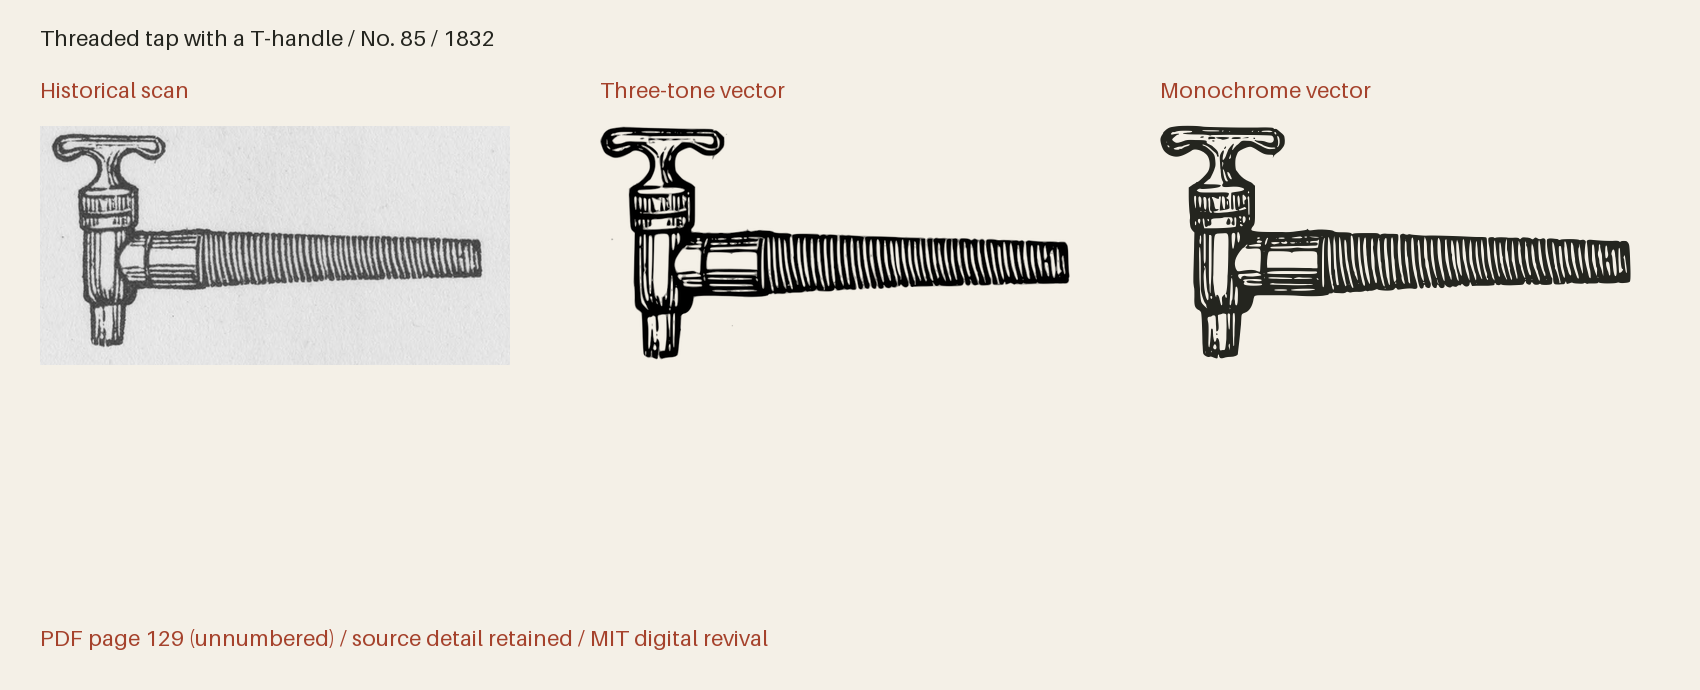 Threaded tap with a T-handle / No. 85 / 1832
Historical scan
Three-tone vector
Monochrome vector
PDF page 129 (unnumbered) / source detail retained / MIT digital revival